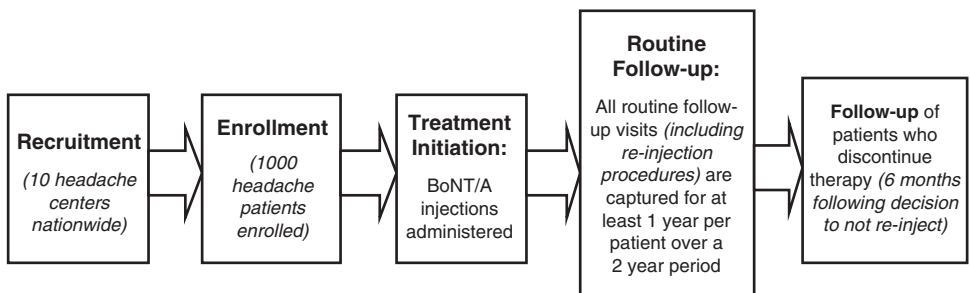 Recruitment
(10 headache
centers
nationwide)
Enrollment
(1000
headache
patients
enrolled)
Treatment
Initiation:
BoNT/A
injections
administered
Routine
Follow-up:
All routine follow-
up visits (including
re-injection
procedures) are
captured for at
least 1 year per
patient over a
2 year period
Follow-up of
patients who
discontinue
therapy (6 months
following decision
to not re-inject)